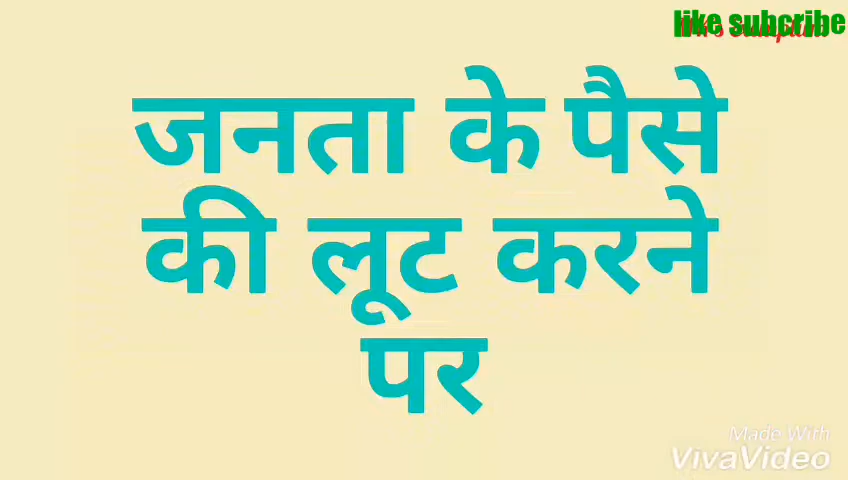 like subcribe
जनता के पैसे
की लूट करने
पर
Made With
VivaVideo